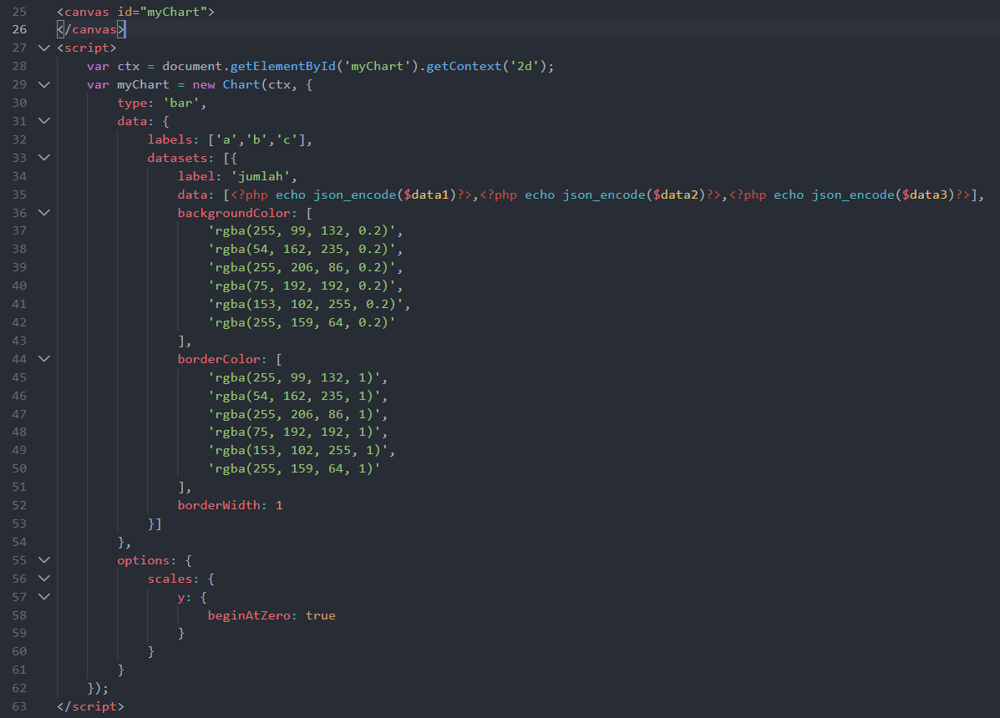 25 <canvas id="myChart">
26 </canvas>
27 <script>
28     var ctx = document.getElementById('myChart').getContext('2d');
29     var myChart = new Chart(ctx, {
30         type: 'bar',
31         data: {
32             labels: ['a','b','c'],
33             datasets: [{
34                 label: 'jumlah',
35                 data: [<?php echo json_encode($data1)?>,<?php echo json_encode($data2)?>,<?php echo json_encode($data3)?>],
36                 backgroundColor: [
37                     'rgba(255, 99, 132, 0.2)',
38                     'rgba(54, 162, 235, 0.2)',
39                     'rgba(255, 206, 86, 0.2)',
40                     'rgba(75, 192, 192, 0.2)',
41                     'rgba(153, 102, 255, 0.2)',
42                     'rgba(255, 159, 64, 0.2)'
43                 ],
44                 borderColor: [
45                     'rgba(255, 99, 132, 1)',
46                     'rgba(54, 162, 235, 1)',
47                     'rgba(255, 206, 86, 1)',
48                     'rgba(75, 192, 192, 1)',
49                     'rgba(153, 102, 255, 1)',
50                     'rgba(255, 159, 64, 1)'
51                 ],
52                 borderWidth: 1
53             }]
54         },
55         options: {
56             scales: {
57                 y: {
58                     beginAtZero: true
59                 }
60             }
61         }
62     });
63 </script>